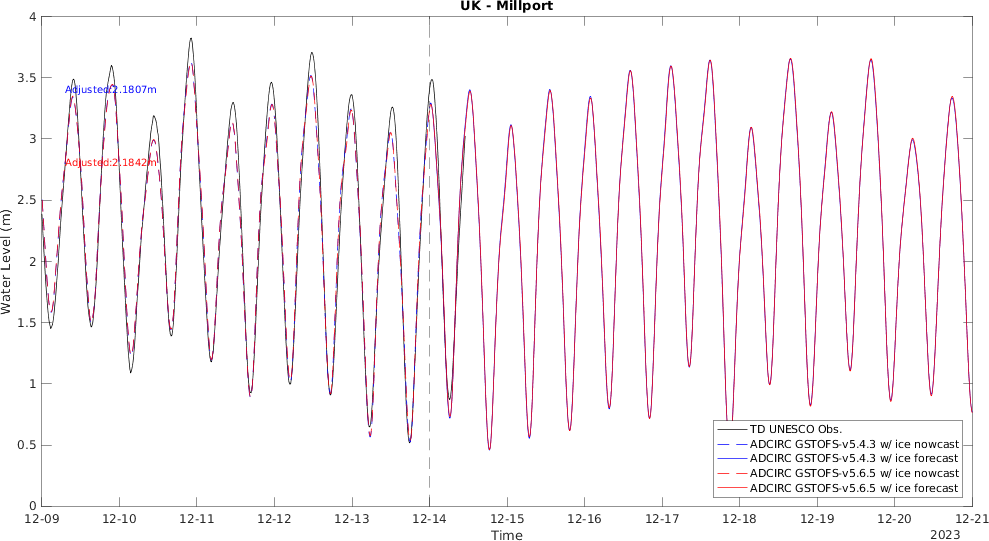 UK - Millport
4
3.5
3
2.5
2
1.5
1
0.5
0
Water Level (m)
Adjusted:2.1807m
Adjusted:2.1842m
TD UNESCO Obs.
ADCIRC GSTOFS-v5.4.3 w/ ice nowcast
ADCIRC GSTOFS-v5.4.3 w/ ice forecast
ADCIRC GSTOFS-v5.6.5 w/ ice nowcast
ADCIRC GSTOFS-v5.6.5 w/ ice forecast
12-09 12-10 12-11 12-12 12-13 12-14 12-15 12-16 12-17 12-18 12-19 12-20 12-21
Time
2023